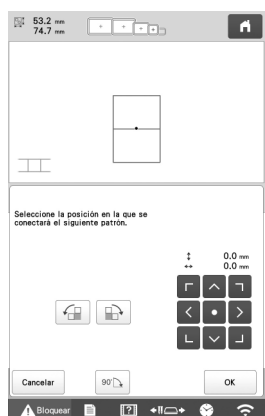 53.2 mm
74.7 mm
Seleccione la posición en la que se
conectará el siguiente patrón.
0.0 mm
0.0 mm
Cancelar
90°
OK
Bloquear